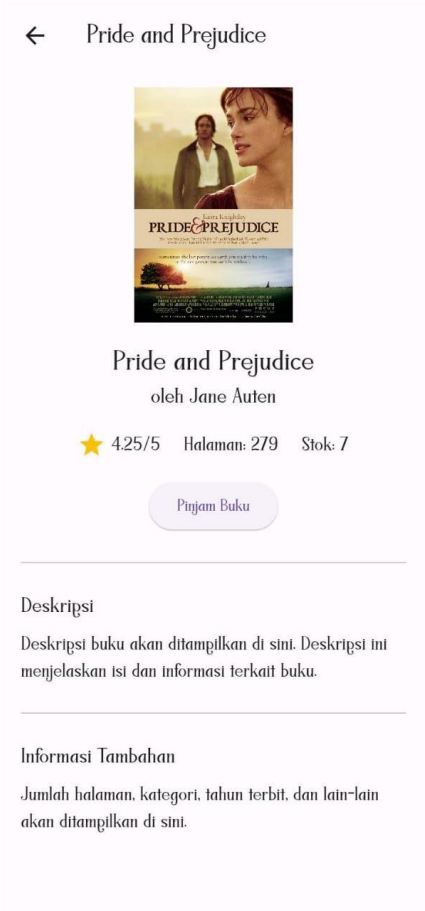 Pride and Prejudice
Keira Knightley
PRIDE & PREJUDICE
Pride and Prejudice
oleh Jane Auten
4.25/5 Halaman: 279 Stok: 7
Pinjam Buku
Deskripsi
Deskripsi buku akan ditampilkan di sini. Deskripsi ini
menjelaskan isi dan informasi terkait buku.
Informasi Tambahan
Jumlah halaman, kategori, tahun terbit, dan lain-lain
akan ditampilkan di sini.